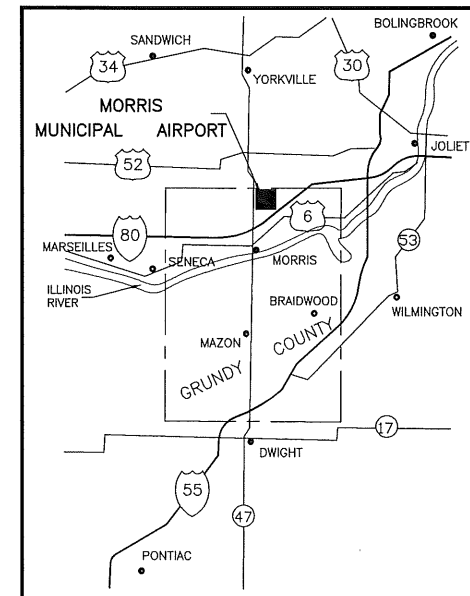 BOLINGBROOK
SANDWICH
34
30
YORKVILLE
MORRIS
MUNICIPAL AIRPORT
JOLIET
52
6
80
53
MARSEILLES
SENECA
MORRIS
ILLINOIS
RIVER
BRAIDWOOD
WILMINGTON
MAZON
GRUNDY COUNTY
17
DWIGHT
55
47
PONTIAC